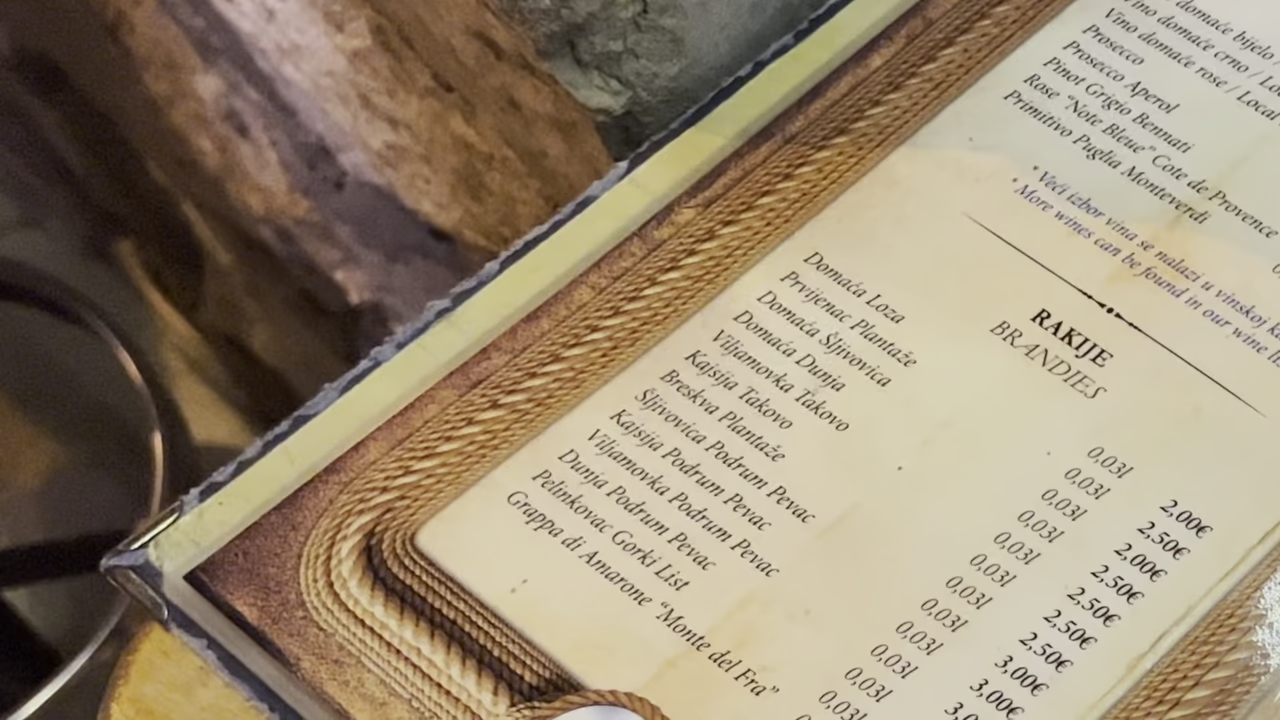 domaće bijelo
Vino domaće crno /
Vino domaće rose / Local
Prosecco
Prosecco Aperol
Pinot Grigio Bennati
Rose "Note Bleue" Cote de Provence
Primitivo Puglia Monteverdi
* Veći izbor vina se nalazi u vinskoj
* More wines can be found in our wine
RAKIJE
BRANDIES
Domaća Loza 0,03l 2,00€
Prvijenac Plantaže 0,03l 2,50€
Domaća Šljivovica 0,03l 2,00€
Domaća Dunja 0,03l 2,50€
Viljamovka Takovo 0,03l 2,50€
Kajsija Takovo 0,03l 2,50€
Breskva Plantaže 0,03l 2,50€
Šljivovica Podrum Pevac 0,03l 3,00€
Kajsija Podrum Pevac 0,03l 3,00€
Viljamovka Podrum Pevac 0,03l
Dunja Podrum Pevac 0,03l
Pelinkovac Gorki List
Grappa di Amarone "Monte del Fra"